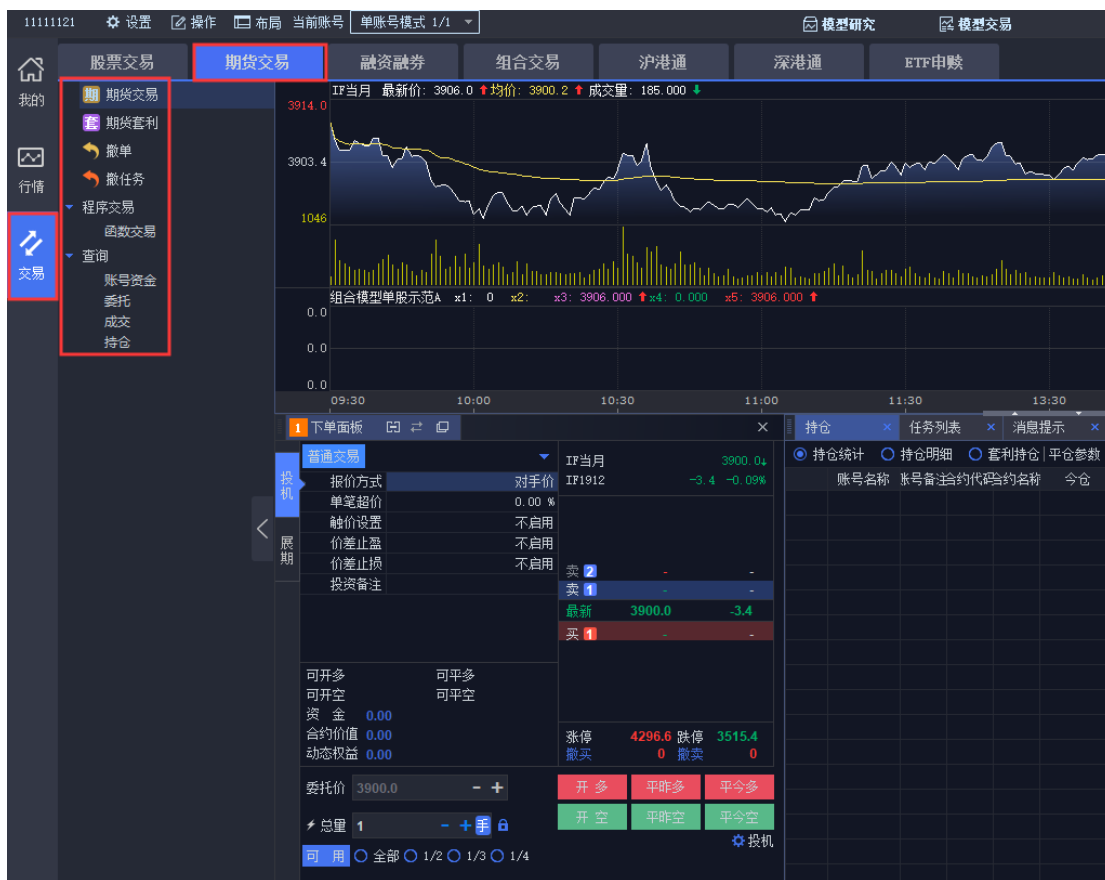 11111121 设置 操作 布局 当前账号 单账号模式 1/1 模型研究 模型交易
股票交易 期货交易 融资融券 组合交易 沪港通 深港通 ETF申赎
我的
行情
交易
期 期货交易
套 期货套利
撤单
撤任务
程序交易
函数交易
查询
账号资金
委托
成交
持仓
IF当月 最新价: 3906.0 均价: 3900.2 成交量: 185.000
3914.0
3903.4
1046
组合模型单股示范A x1: 0 x2: x3: 3906.000 x4: 0.000 x5: 3906.000
0.0
0.0
0.0
09:30 10:00 10:30 11:00 11:30 13:30
1 下单面板
投机
展期
普通交易
报价方式 对手价
单笔超价 0.00 %
触价设置 不启用
价差止盈 不启用
价差止损 不启用
投资备注
IF当月 3900.0↓
IF1912 -3.4 -0.09%
卖 2 - -
卖 1 - -
最新 3900.0 -3.4
买 1 - -
可开多 可平多
可开空 可平空
资 金 0.00
合约价值 0.00
动态权益 0.00
涨停 4296.6 跌停 3515.4
撤买 0 撤卖 0
委托价 3900.0 - +
总量 1 - + 手
可 用 全部 1/2 1/3 1/4
开 多 平昨多 平今多
开 空 平昨空 平今空
投机
持仓 × 任务列表 × 消息提示 ×
持仓统计 持仓明细 套利持仓 平仓参数
账号名称 账号备注 合约代码 合约名称 今仓